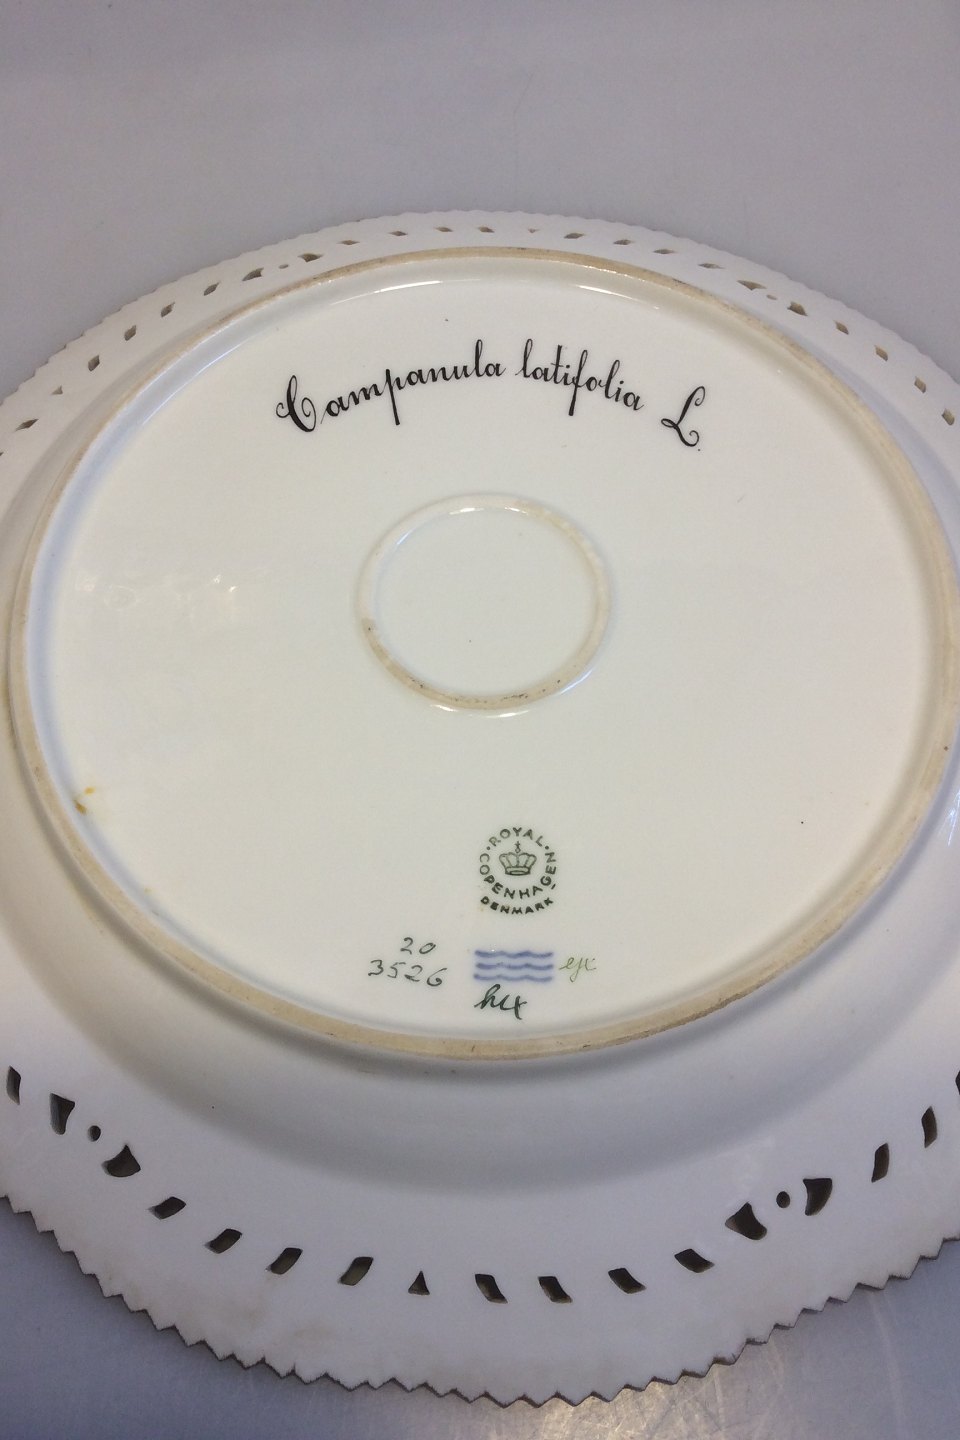 Campanula latifolia L.
ROYAL COPENHAGEN
DENMARK
20
3526